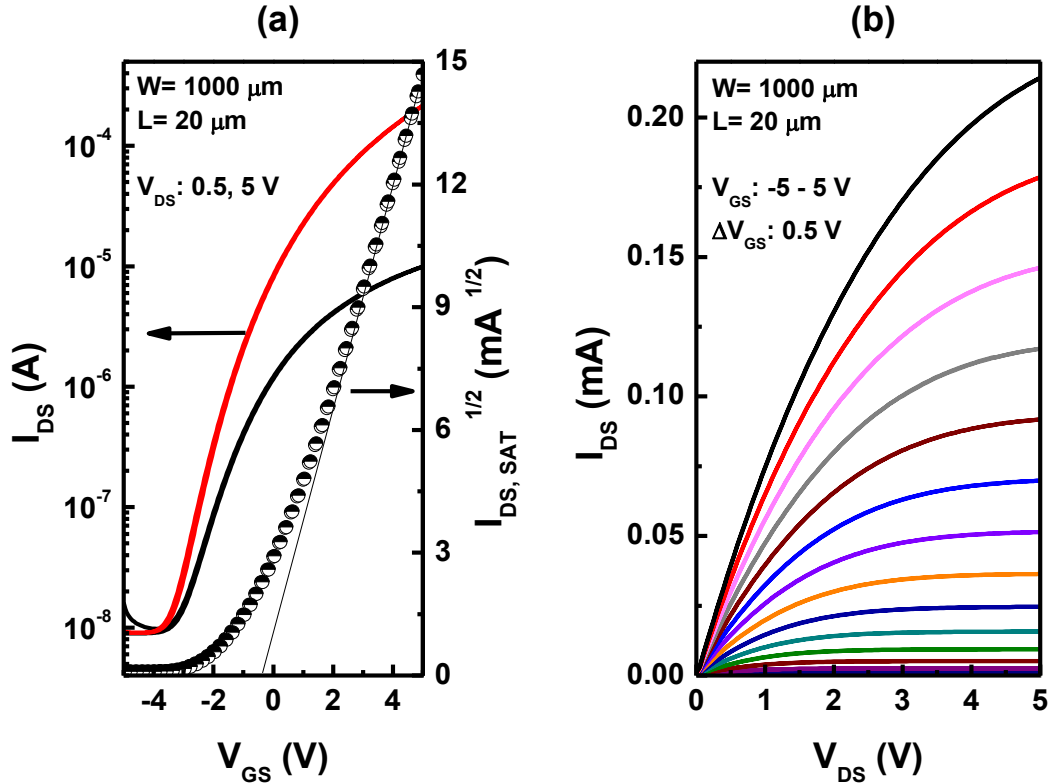 (a)
W= 1000 μm
L= 20 μm
V_DS: 0.5, 5 V
10^-4
10^-5
10^-6
10^-7
10^-8
I_DS (A)
-4 -2 0 2 4
V_GS (V)
15
12
9
6
3
0
I_DS, SAT^1/2 (mA^1/2)
(b)
W= 1000 μm
L= 20 μm
V_GS: -5 - 5 V
ΔV_GS: 0.5 V
0.20
0.15
0.10
0.05
0.00
I_DS (mA)
0 1 2 3 4 5
V_DS (V)